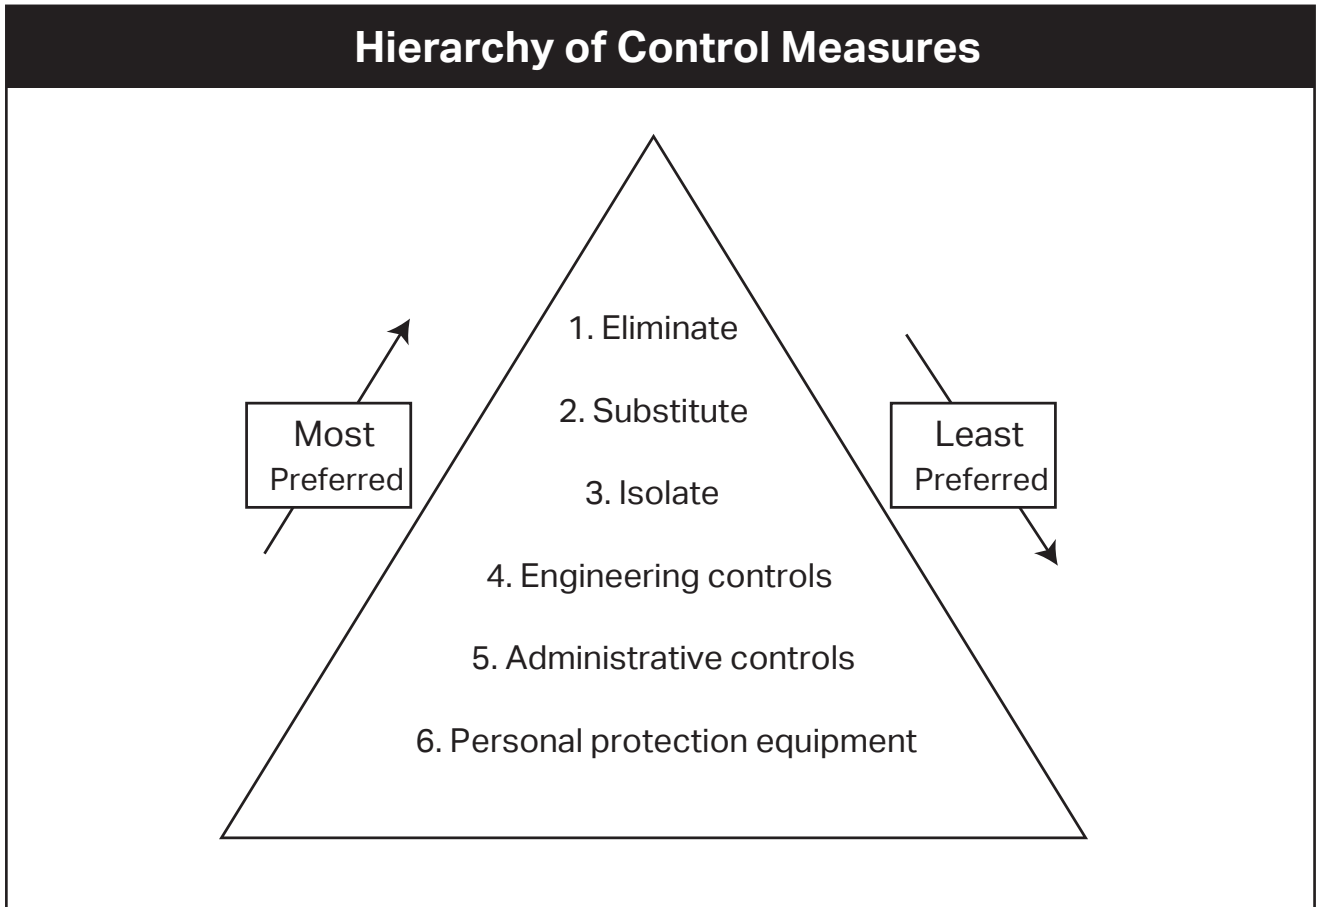 Hierarchy of Control Measures
1. Eliminate
2. Substitute
Most
Preferred
Least
Preferred
3. Isolate
4. Engineering controls
5. Administrative controls
6. Personal protection equipment